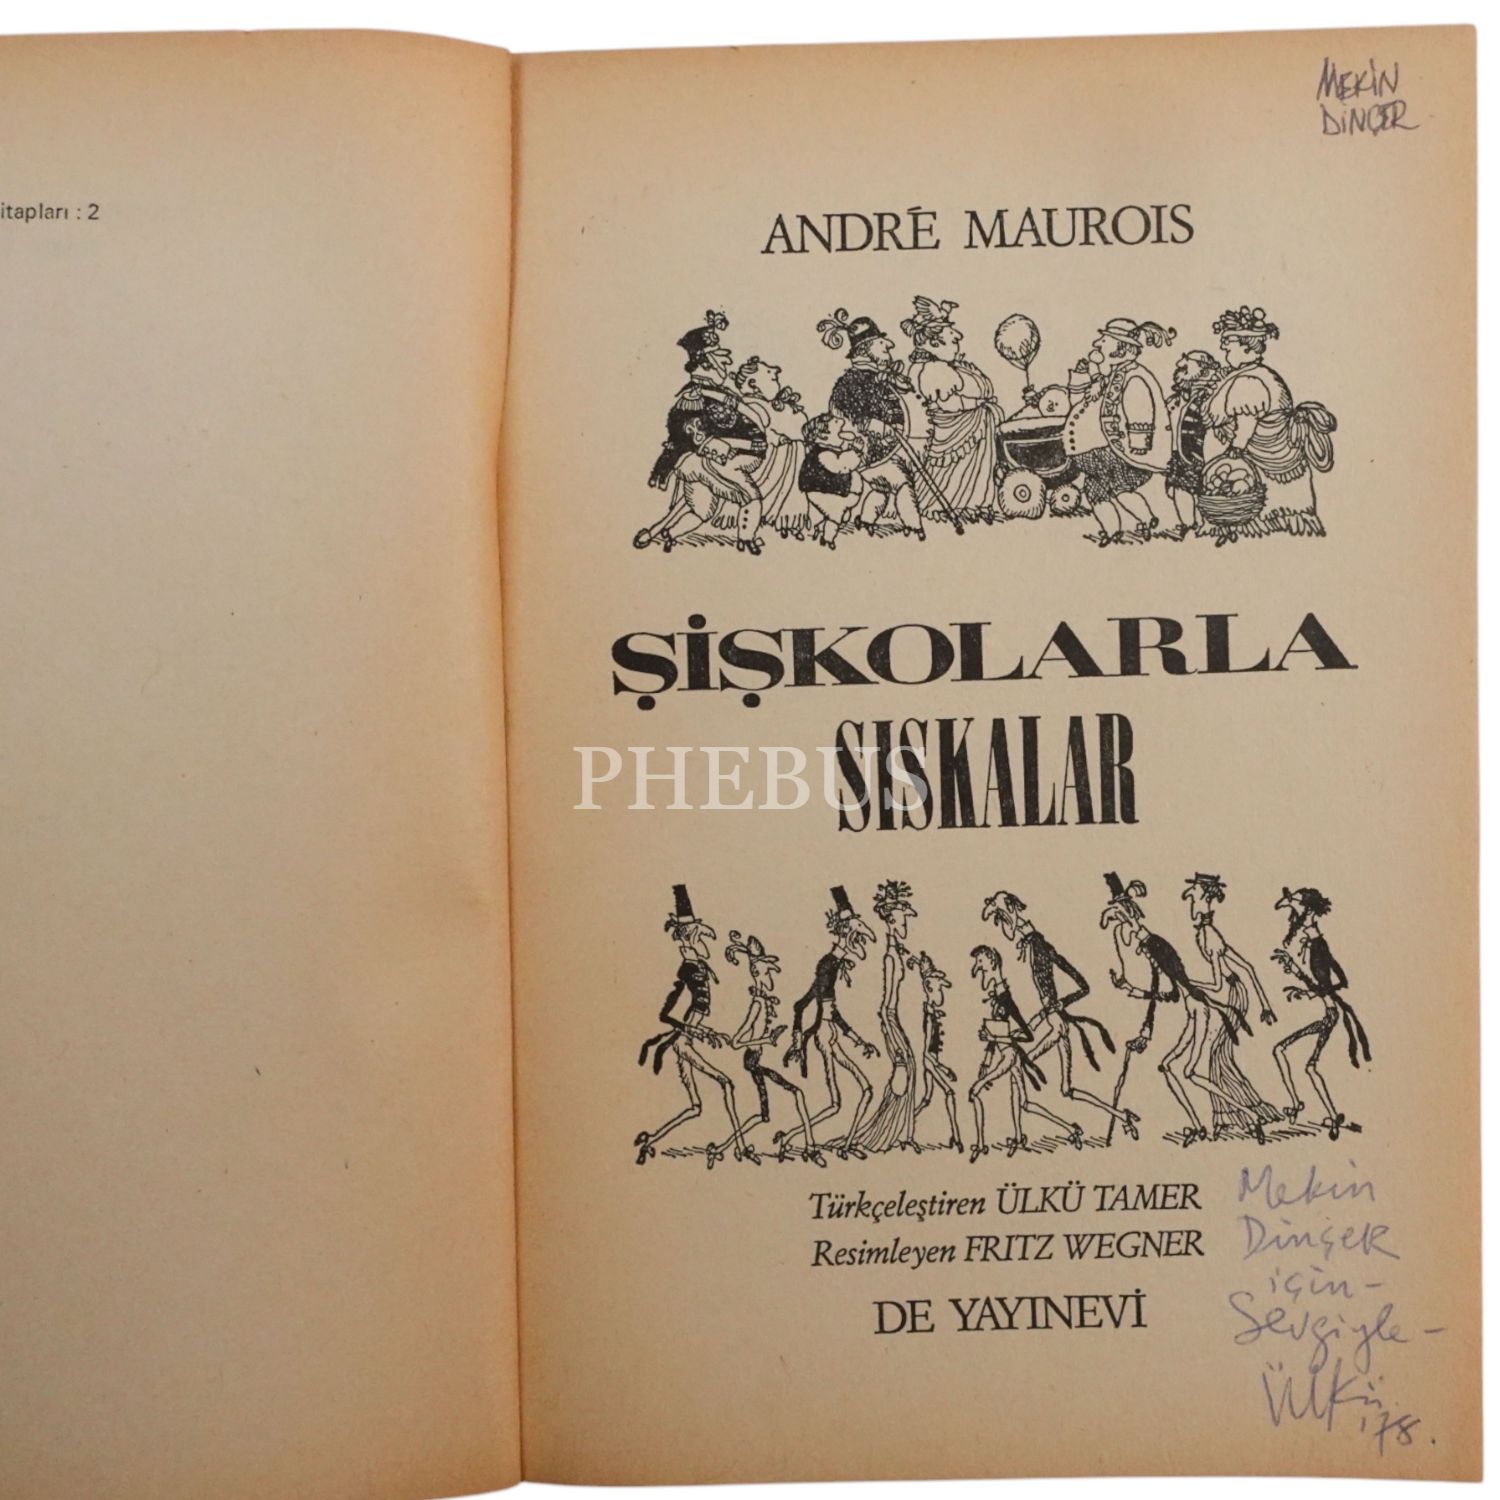 itapları : 2
MEKİN
DİNÇER
ANDRÉ MAUROIS
ŞİŞKOLARLA
SISKALAR
PHEBUS
Türkçeleştiren ÜLKÜ TAMER
Resimleyen FRITZ WEGNER
DE YAYINEVİ
Mekin
Dinçer
için-
Sevgiyle-
Ülkü
'78.